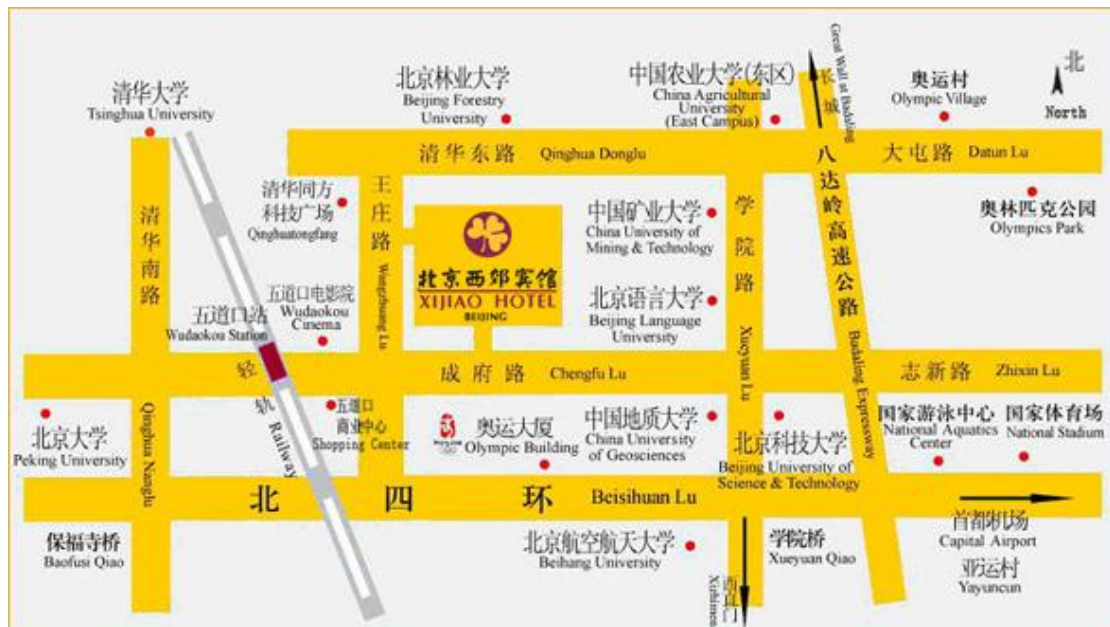 清华大学
Tsinghua University
北京林业大学
Beijing Forestry
University
中国农业大学(东区)
China Agricultural
University
(East Campus)
Great Wall at Badaling
长城
奥运村
Olympic Village
北
North
清华东路 Qinghua Donglu
大屯路 Datun Lu
清华南路
Qinghua Nanglu
清华同方
科技广场
Qinghuatongfang
王庄路
Wangzhuang Lu
北京西郊宾馆
XIJIAO HOTEL
BEIJING
中国矿业大学
China University of
Mining & Technology
学院路
Xueyuan Lu
八达岭高速公路
Badaling Expressway
奥林匹克公园
Olympics Park
五道口站
Wudaokou Station
五道口电影院
Wudaokou
Cinema
北京语言大学
Beijing Language
University
轻轨 Railway
成府路 Chengfu Lu
志新路 Zhixin Lu
北京大学
Peking University
五道口
商业中心
Shopping Center
奥运大厦
Olympic Building
中国地质大学
China University
of Geosciences
北京科技大学
Beijing University of
Science & Technology
国家游泳中心
National Aquatics
Center
国家体育场
National Stadium
北四环 Beisihuan Lu
保福寺桥
Baofusi Qiao
北京航空航天大学
Beihang University
西直门
Xizhimen
学院桥
Xueyuan Qiao
首都机场
Capital Airport
亚运村
Yayuncun